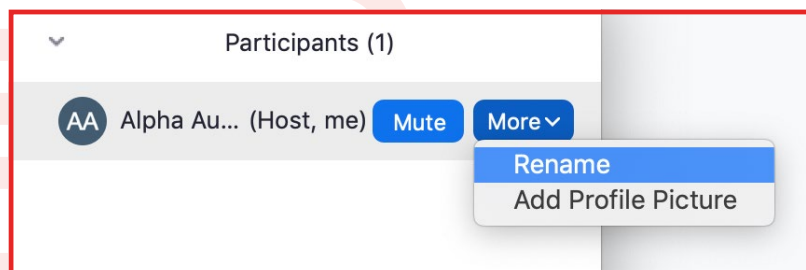 Participants (1)
AA Alpha Au... (Host, me) Mute More
Rename
Add Profile Picture